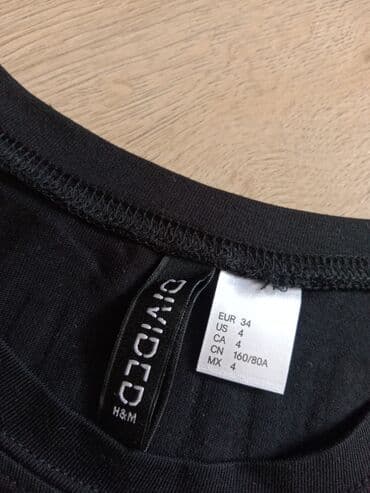 DIVIDED
H&M
EUR 34
US 4
CA 4
CN 160/80A
MX 4